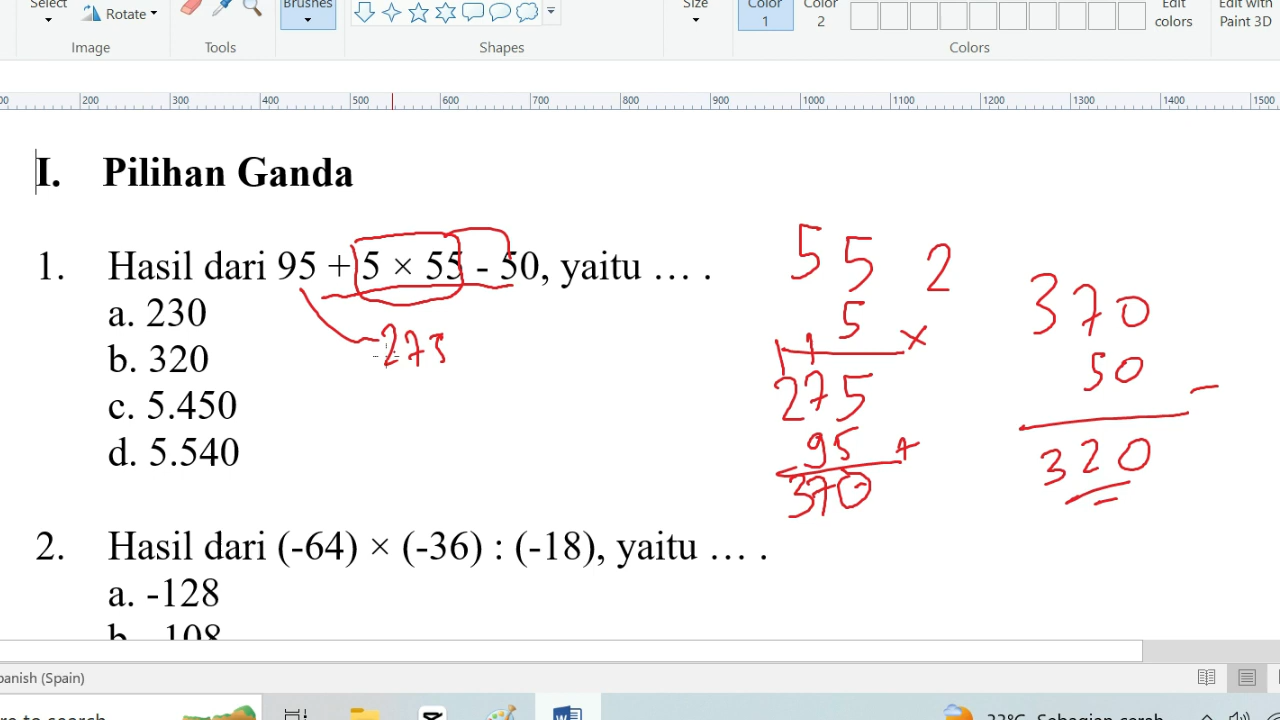 Select Rotate Brushes Size Color 1 Color 2 Edit colors Edit with Paint 3D
Image Tools Shapes Colors
200 300 400 500 600 700 800 900 1000 1100 1200 1300 1400 1500
I. Pilihan Ganda
1. Hasil dari 95 + 5 × 55 - 50, yaitu … .
a. 230
b. 320
c. 5.450
d. 5.540
275
55 2
5 ×
275
95 +
370
370
50 -
320
2. Hasil dari (-64) × (-36) : (-18), yaitu … .
a. -128
b. -108
Spanish (Spain)